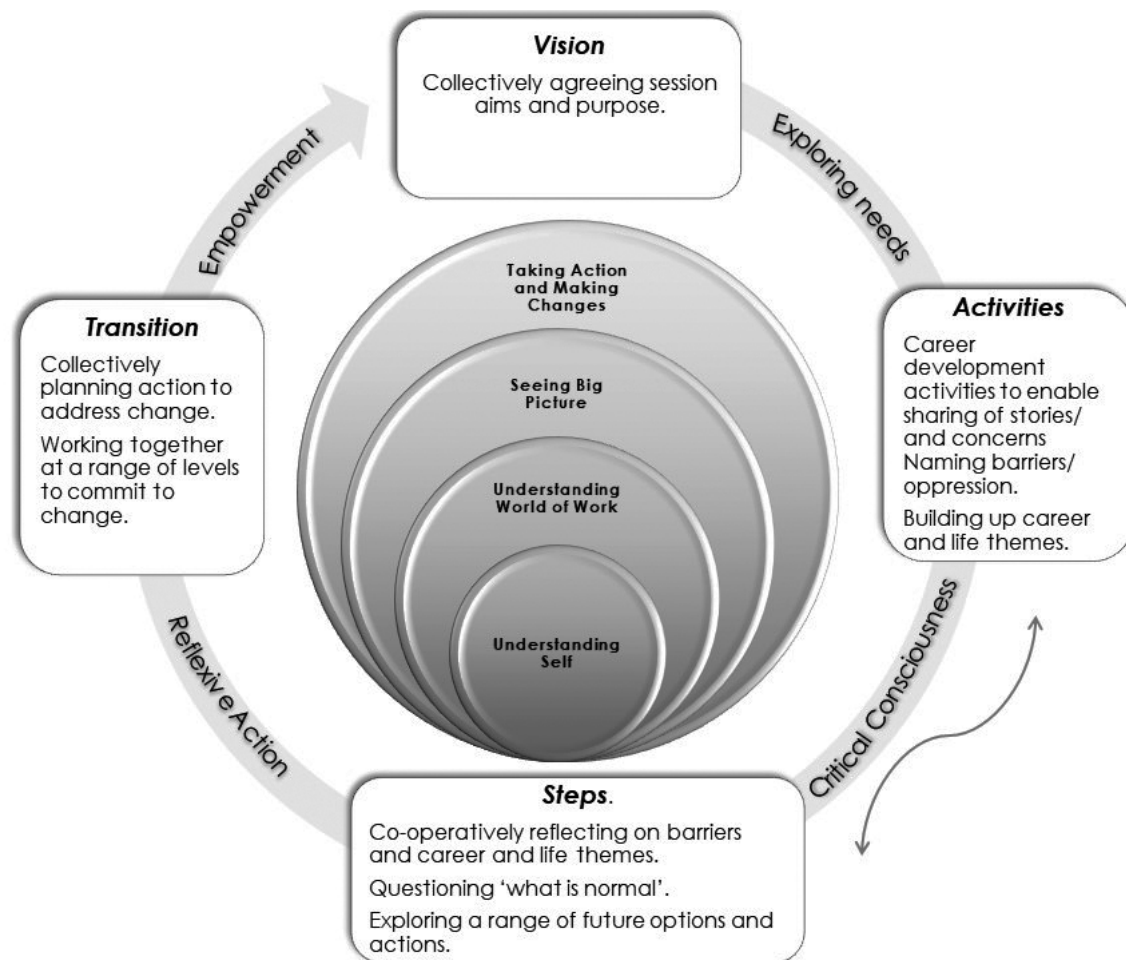 Vision
Collectively agreeing session
aims and purpose.
Exploring needs
Activities
Career
development
activities to enable
sharing of stories/
and concerns
Naming barriers/
oppression.
Building up career
and life themes.
Critical Consciousness
Steps.
Co-operatively reflecting on barriers
and career and life themes.
Questioning ‘what is normal’.
Exploring a range of future options and
actions.
Reflexive Action
Transition
Collectively
planning action to
address change.
Working together
at a range of levels
to commit to
change.
Empowerment
Taking Action
and Making
Changes
Seeing Big
Picture
Understanding
World of Work
Understanding
Self